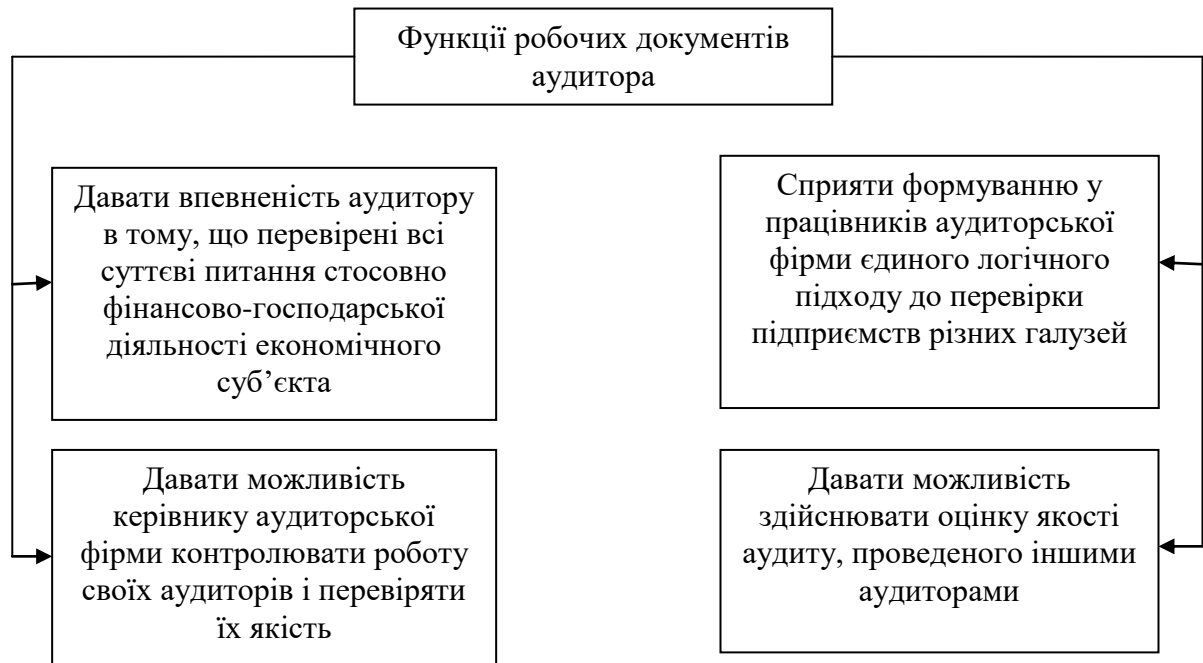 Функції робочих документів
аудитора
Давати впевненість аудитору
в тому, що перевірені всі
суттєві питання стосовно
фінансово-господарської
діяльності економічного
суб’єкта
Сприяти формуванню у
працівників аудиторської
фірми єдиного логічного
підходу до перевірки
підприємств різних галузей
Давати можливість
керівнику аудиторської
фірми контролювати роботу
своїх аудиторів і перевіряти
їх якість
Давати можливість
здійснювати оцінку якості
аудиту, проведеного іншими
аудиторами